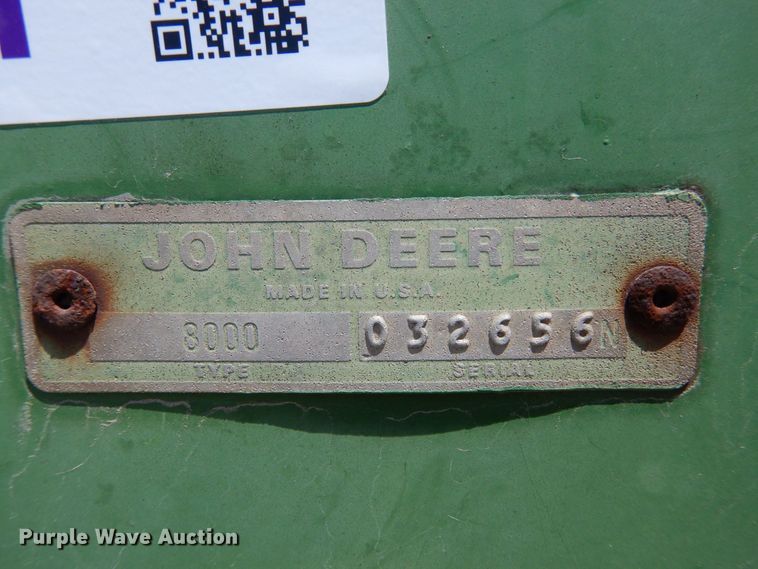 JOHN DEERE
MADE IN U.S.A.
8000 032656N
TYPE SERIAL
Purple Wave Auction